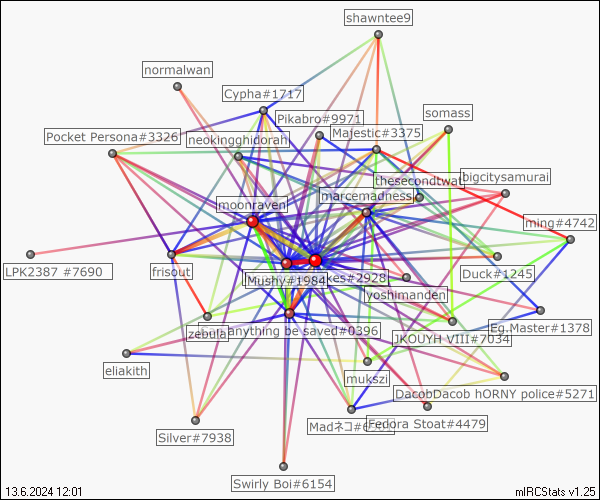 shawntee9
normalwan
Cypha#1717
Pikabro#9971
somass
Pocket Persona#3326
neokingghidorah
Majestic#3375
thesecondtwat
bigcitysamurai
marcemadness
moonraven
ming#4742
LPK2387 #7690
frisout
Mushy#1984
kes#2928
Duck#1245
yoshimanden
zebula
anything be saved#0396
JKOUYH VIII#7034
Eg.Master#1378
eliakith
mukszi
DacobDacob hORNY police#5271
Silver#7938
Madネコ#6
Fedora Stoat#4479
Swirly Boi#6154
13.6.2024 12:01
mIRCStats v1.25